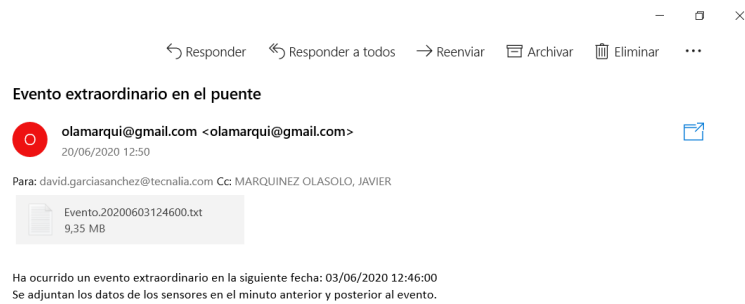 Responder Responder a todos Reenviar Archivar Eliminar
Evento extraordinario en el puente
O
olamarqui@gmail.com <olamarqui@gmail.com>
20/06/2020 12:50
Para: david.garciasanchez@tecnalia.com Cc: MARQUINEZ OLASOLO, JAVIER
Evento.20200603124600.txt
9,35 MB
Ha ocurrido un evento extraordinario en la siguiente fecha: 03/06/2020 12:46:00
Se adjuntan los datos de los sensores en el minuto anterior y posterior al evento.